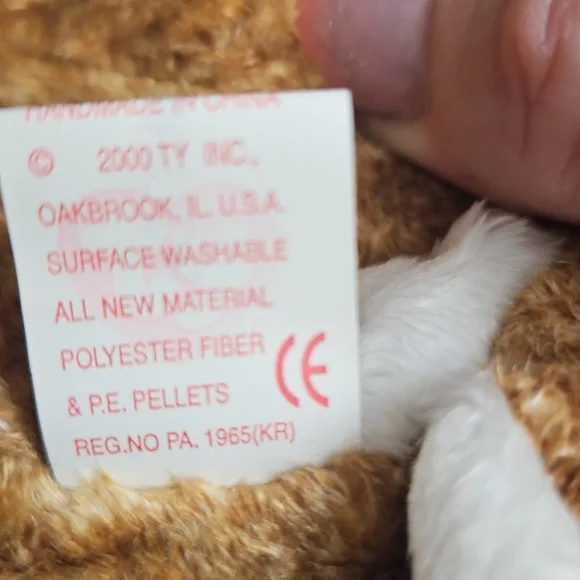 HANDMADE IN CHINA
© 2000 TY INC.,
OAKBROOK, IL. U.S.A.
SURFACE WASHABLE
ALL NEW MATERIAL
POLYESTER FIBER
& P.E. PELLETS
CE
REG.NO PA. 1965(KR)